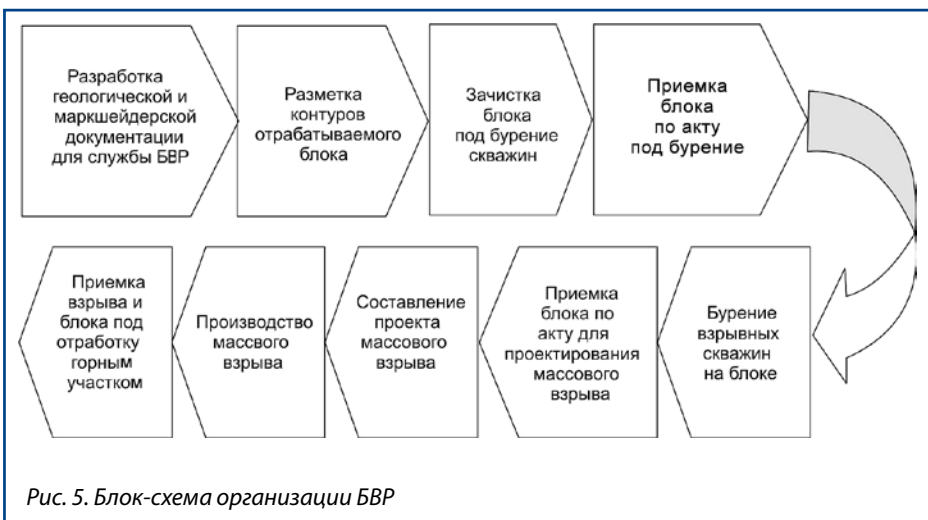 Разработка
геологической и
маркшейдерской
документации
для службы БВР
Разметка
контуров
отрабатываемого
блока
Зачистка
блока
под бурение
скважин
Приемка
блока
по акту
под бурение
Бурение
взрывных
скважин
на блоке
Приемка
блока по
акту для
проектирования
массового
взрыва
Составление
проекта
массового
взрыва
Производство
массвого
взрыва
Приемка
взрыва и
блока под
отработку
горным
участком
Рис. 5. Блок-схема организации БВР